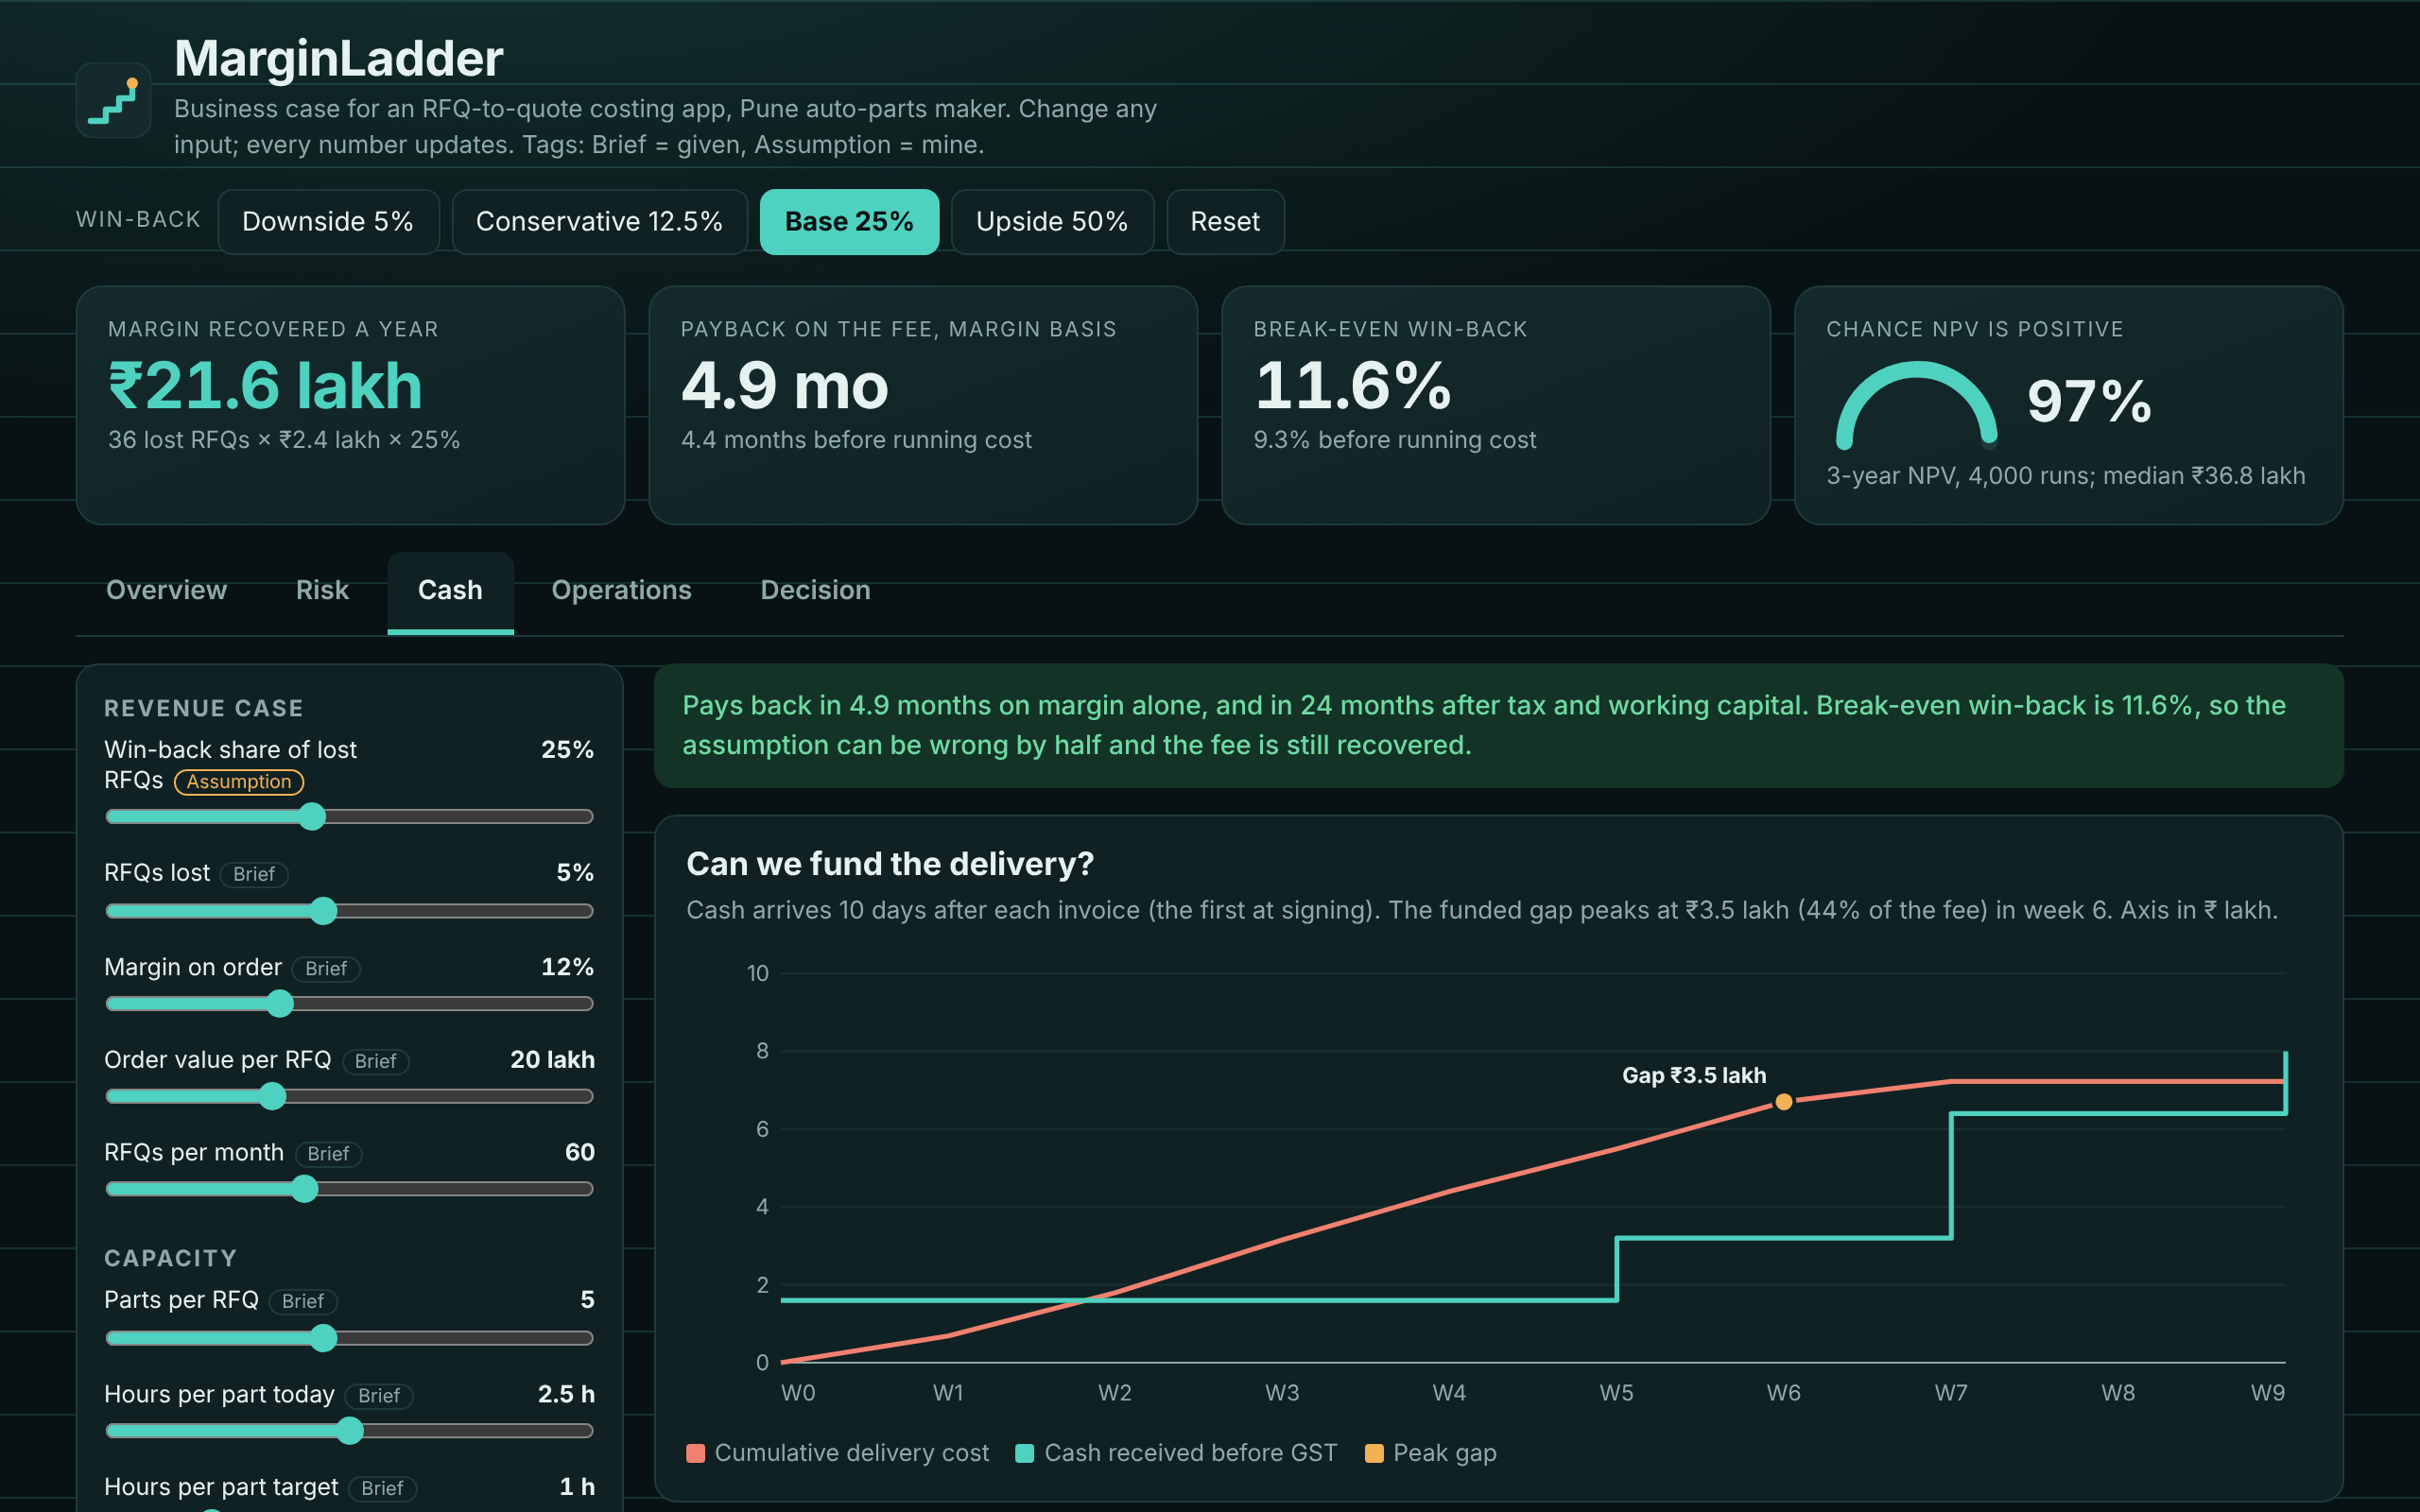 MarginLadder
Business case for an RFQ-to-quote costing app, Pune auto-parts maker. Change any
input; every number updates. Tags: Brief = given, Assumption = mine.
WIN-BACK
Downside 5%
Conservative 12.5%
Base 25%
Upside 50%
Reset
MARGIN RECOVERED A YEAR
₹21.6 lakh
36 lost RFQs × ₹2.4 lakh × 25%
PAYBACK ON THE FEE, MARGIN BASIS
4.9 mo
4.4 months before running cost
BREAK-EVEN WIN-BACK
11.6%
9.3% before running cost
CHANCE NPV IS POSITIVE
97%
3-year NPV, 4,000 runs; median ₹36.8 lakh
Overview
Risk
Cash
Operations
Decision
REVENUE CASE
Win-back share of lost
RFQs Assumption
25%
RFQs lost Brief 5%
Margin on order Brief 12%
Order value per RFQ Brief 20 lakh
RFQs per month Brief 60
CAPACITY
Parts per RFQ Brief 5
Hours per part today Brief 2.5 h
Hours per part target Brief 1 h
Pays back in 4.9 months on margin alone, and in 24 months after tax and working capital. Break-even win-back is 11.6%, so the
assumption can be wrong by half and the fee is still recovered.
Can we fund the delivery?
Cash arrives 10 days after each invoice (the first at signing). The funded gap peaks at ₹3.5 lakh (44% of the fee) in week 6. Axis in ₹ lakh.
10
8
6
4
2
0
Gap ₹3.5 lakh
W0 W1 W2 W3 W4 W5 W6 W7 W8 W9
Cumulative delivery cost
Cash received before GST
Peak gap